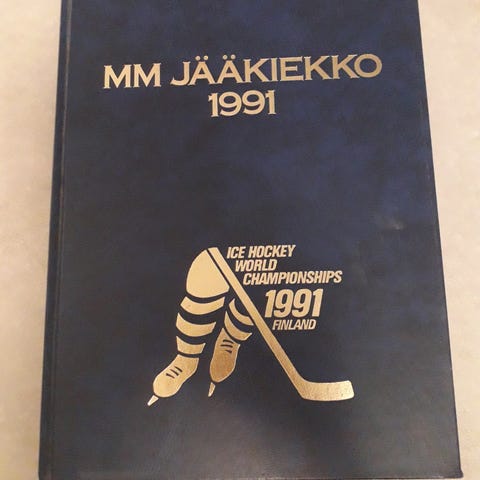 MM JÄÄKIEKKO
1991
ICE HOCKEY
WORLD
CHAMPIONSHIPS
1991
FINLAND